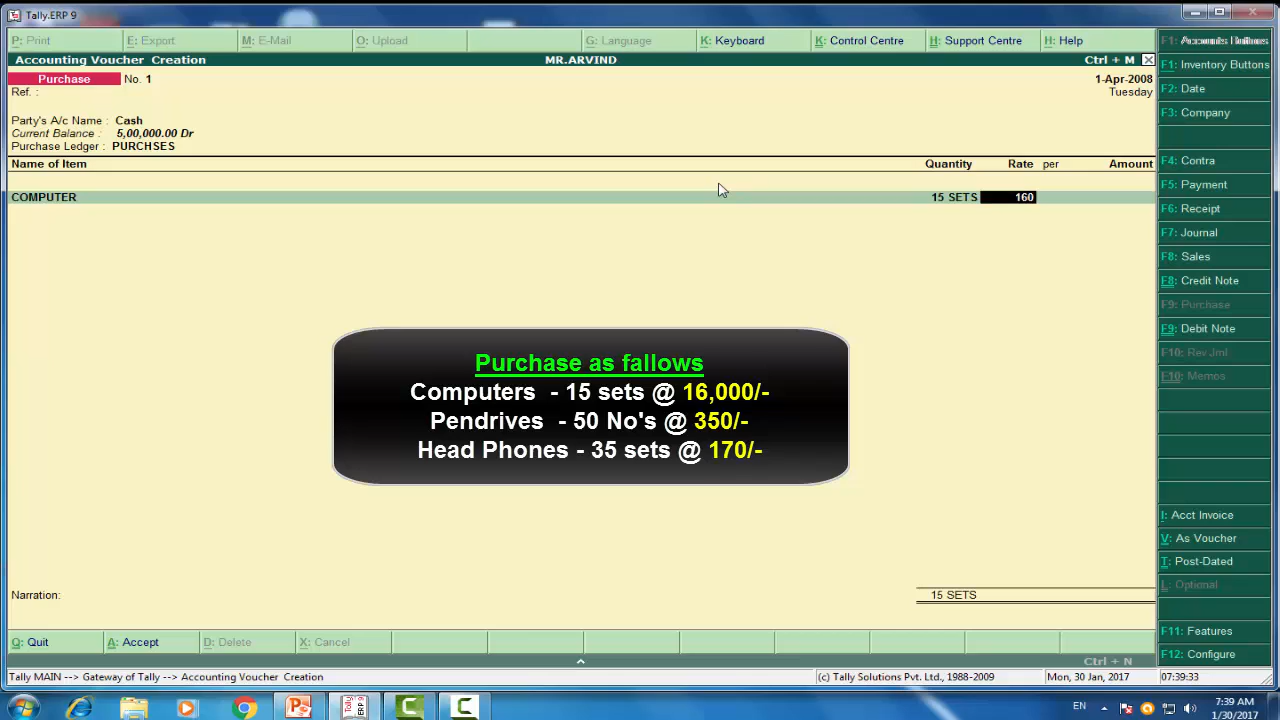 Tally.ERP 9
P: Print
E: Export
M: E-Mail
O: Upload
G: Language
K: Keyboard
K: Control Centre
H: Support Centre
H: Help
Accounting Voucher Creation
MR.ARVIND
Ctrl + M
Purchase
No. 1
1-Apr-2008
Ref. :
Tuesday
Party's A/c Name : Cash
Current Balance : 5,00,000.00 Dr
Purchase Ledger : PURCHSES
Name of Item
Quantity
Rate
per
Amount
COMPUTER
15 SETS
160
Purchase as fallows
Computers - 15 sets @ 16,000/-
Pendrives - 50 No's @ 350/-
Head Phones - 35 sets @ 170/-
Narration:
15 SETS
Q: Quit
A: Accept
D: Delete
X: Cancel
Ctrl + N
F1: Inventory Buttons
F2: Date
F3: Company
F4: Contra
F5: Payment
F6: Receipt
F7: Journal
F8: Sales
F8: Credit Note
F9: Purchase
F9: Debit Note
F10: Rev Jrnl
F10: Memos
I: Acct Invoice
V: As Voucher
T: Post-Dated
L: Optional
F11: Features
F12: Configure
Tally MAIN --> Gateway of Tally --> Accounting Voucher Creation
(c) Tally Solutions Pvt. Ltd., 1988-2009
Mon, 30 Jan, 2017
07:39:33
EN
7:39 AM
1/30/2017